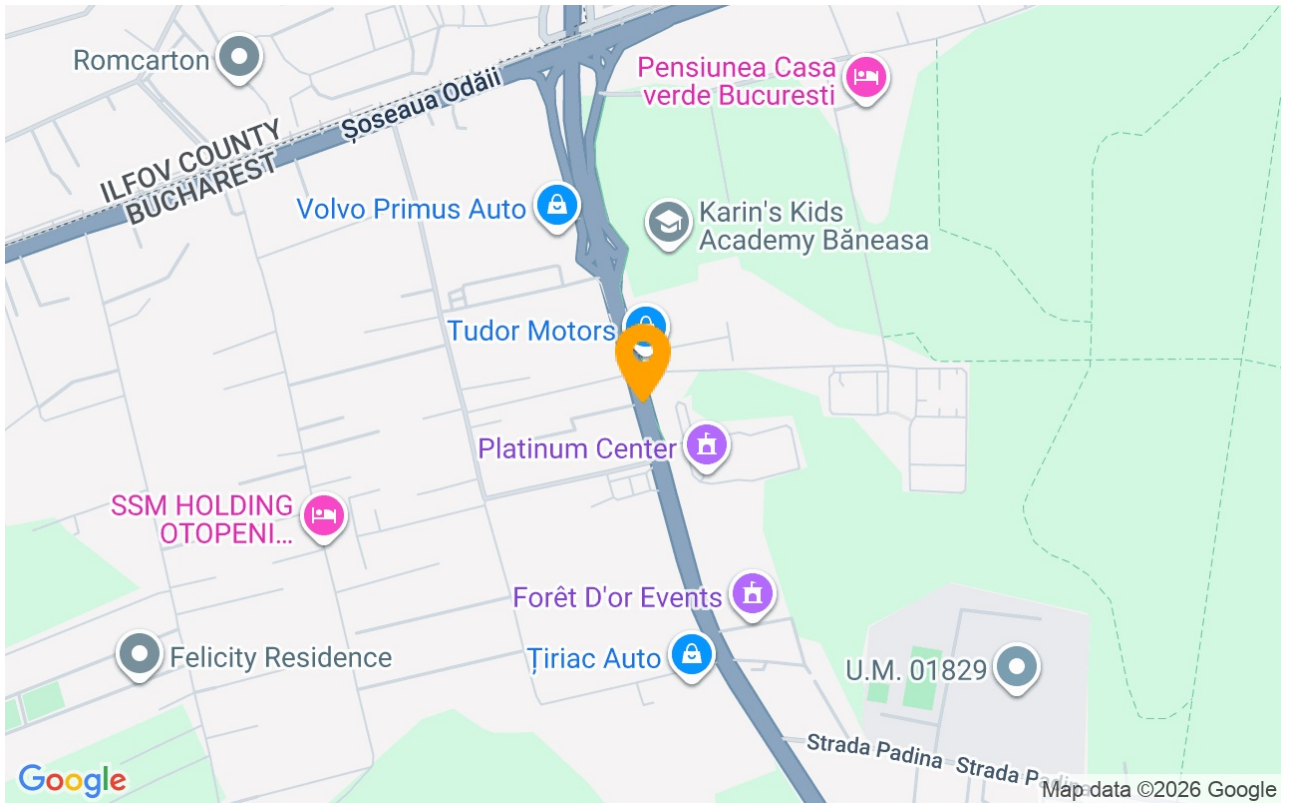 Romcarton
Pensiunea Casa
verde Bucuresti
Șoseaua Odăii
ILFOV COUNTY
BUCHAREST
Volvo Primus Auto
Karin's Kids
Academy Băneasa
Tudor Motors
Platinum Center
SSM HOLDING
OTOPENI...
Forêt D'or Events
Țiriac Auto
Felicity Residence
U.M. 01829
Strada Padina
Strada Padina
Google
Map data ©2026 Google